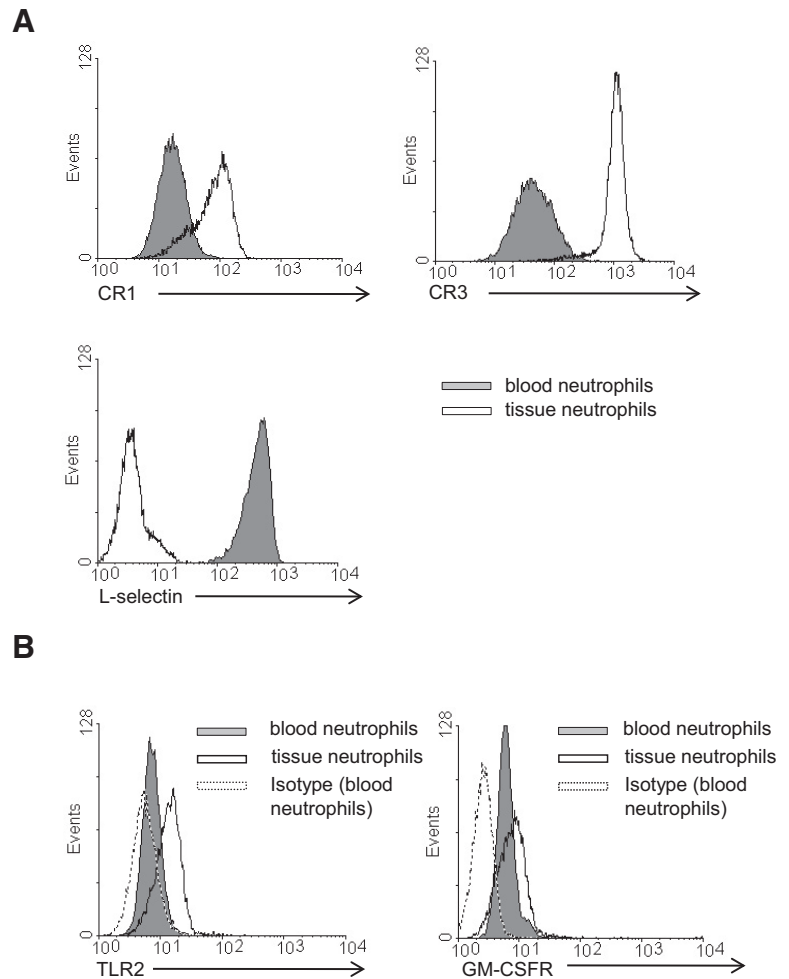 A
128
Events
0
10^0 10^1 10^2 10^3 10^4
CR1
128
Events
0
10^0 10^1 10^2 10^3 10^4
CR3
128
Events
0
10^0 10^1 10^2 10^3 10^4
L-selectin
blood neutrophils
tissue neutrophils
B
128
Events
0
10^0 10^1 10^2 10^3 10^4
TLR2
blood neutrophils
tissue neutrophils
Isotype (blood
neutrophils)
128
Events
0
10^0 10^1 10^2 10^3 10^4
GM-CSFR
blood neutrophils
tissue neutrophils
Isotype (blood
neutrophils)